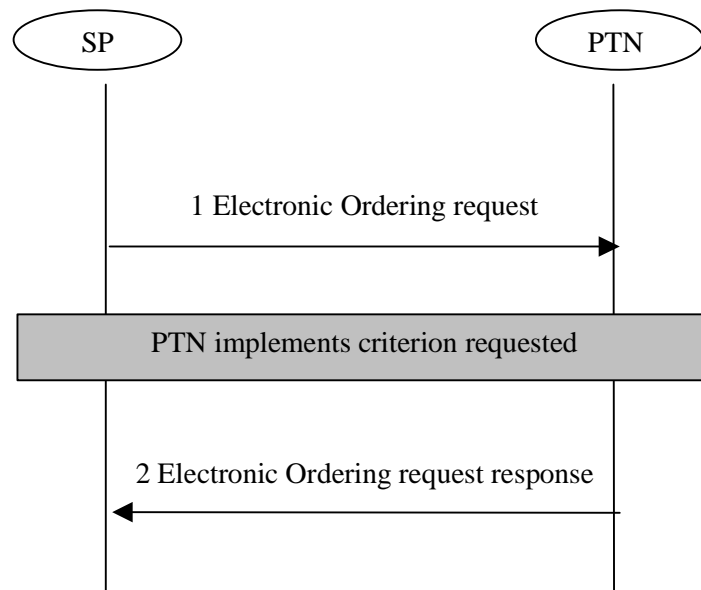 SP
PTN
1 Electronic Ordering request
PTN implements criterion requested
2 Electronic Ordering request response